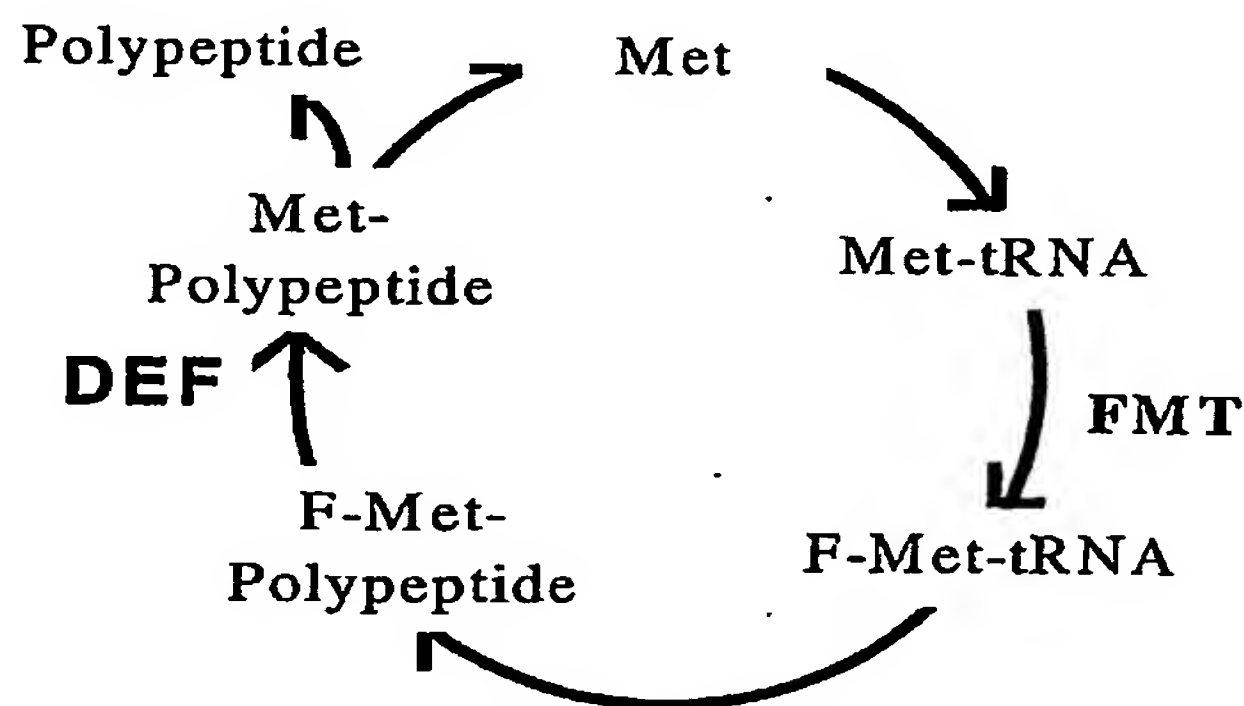 Polypeptide
Met
Met-
Polypeptide
Met-tRNA
DEF
FMT
F-Met-
Polypeptide
F-Met-tRNA